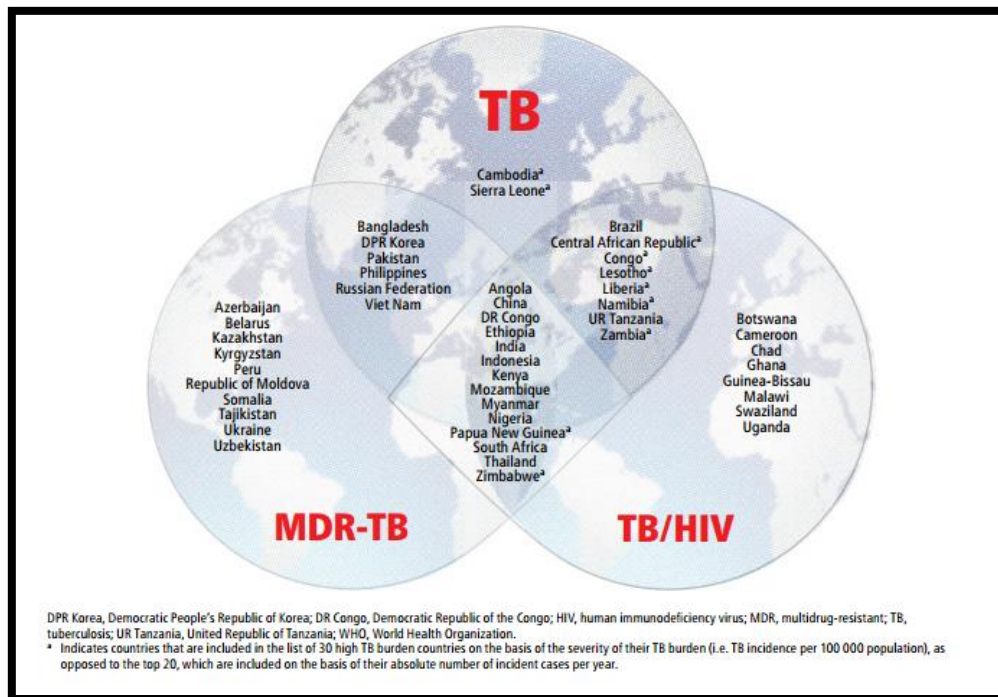 TB
Cambodiaª
Sierra Leoneª
Bangladesh
DPR Korea
Pakistan
Philippines
Russian Federation
Viet Nam
Brazil
Central African Republicª
Congoª
Lesothoª
Liberiaª
Namibiaª
UR Tanzania
Zambiaª
Angola
China
DR Congo
Ethiopia
India
Indonesia
Kenya
Mozambique
Myanmar
Nigeria
Papua New Guineaª
South Africa
Thailand
Zimbabweª
Azerbaijan
Belarus
Kazakhstan
Kyrgyzstan
Peru
Republic of Moldova
Somalia
Tajikistan
Ukraine
Uzbekistan
Botswana
Cameroon
Chad
Ghana
Guinea-Bissau
Malawi
Swaziland
Uganda
MDR-TB
TB/HIV
DPR Korea, Democratic People's Republic of Korea; DR Congo, Democratic Republic of the Congo; HIV, human immunodeficiency virus; MDR, multidrug-resistant; TB,
tuberculosis; UR Tanzania, United Republic of Tanzania; WHO, World Health Organization.
ª Indicates countries that are included in the list of 30 high TB burden countries on the basis of the severity of their TB burden (i.e. TB incidence per 100 000 population), as
opposed to the top 20, which are included on the basis of their absolute number of incident cases per year.